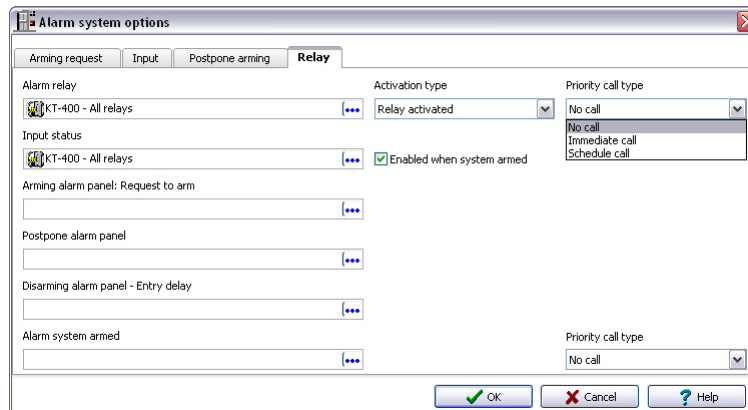 Alarm system options
Arming request Input Postpone arming Relay
Alarm relay Activation type Priority call type
KT-400 - All relays Relay activated No call
No call
Immediate call
Schedule call
Input status
KT-400 - All relays Enabled when system armed
Arming alarm panel: Request to arm
Postpone alarm panel
Disarming alarm panel - Entry delay
Alarm system armed Priority call type
No call
OK Cancel ? Help